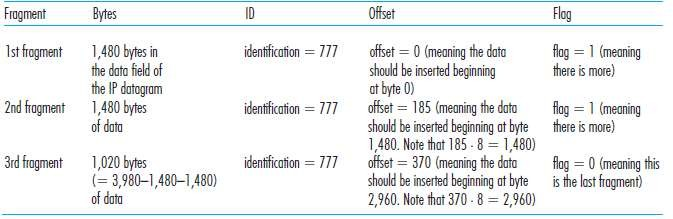 Fragment Bytes ID Offset Flag
1st fragment 1,480 bytes in identification = 777 offset = 0 (meaning the data flag = 1 (meaning
the data field of should be inserted beginning there is more)
the IP datagram at byte 0)
2nd fragment 1,480 bytes identification = 777 offset = 185 (meaning the data flag = 1 (meaning
of data should be inserted beginning at byte there is more)
1,480. Note that 185 · 8 = 1,480)
3rd fragment 1,020 bytes identification = 777 offset = 370 (meaning the data flag = 0 (meaning this
(= 3,980–1,480–1,480) should be inserted beginning at byte is the last fragment)
of data 2,960. Note that 370 · 8 = 2,960)